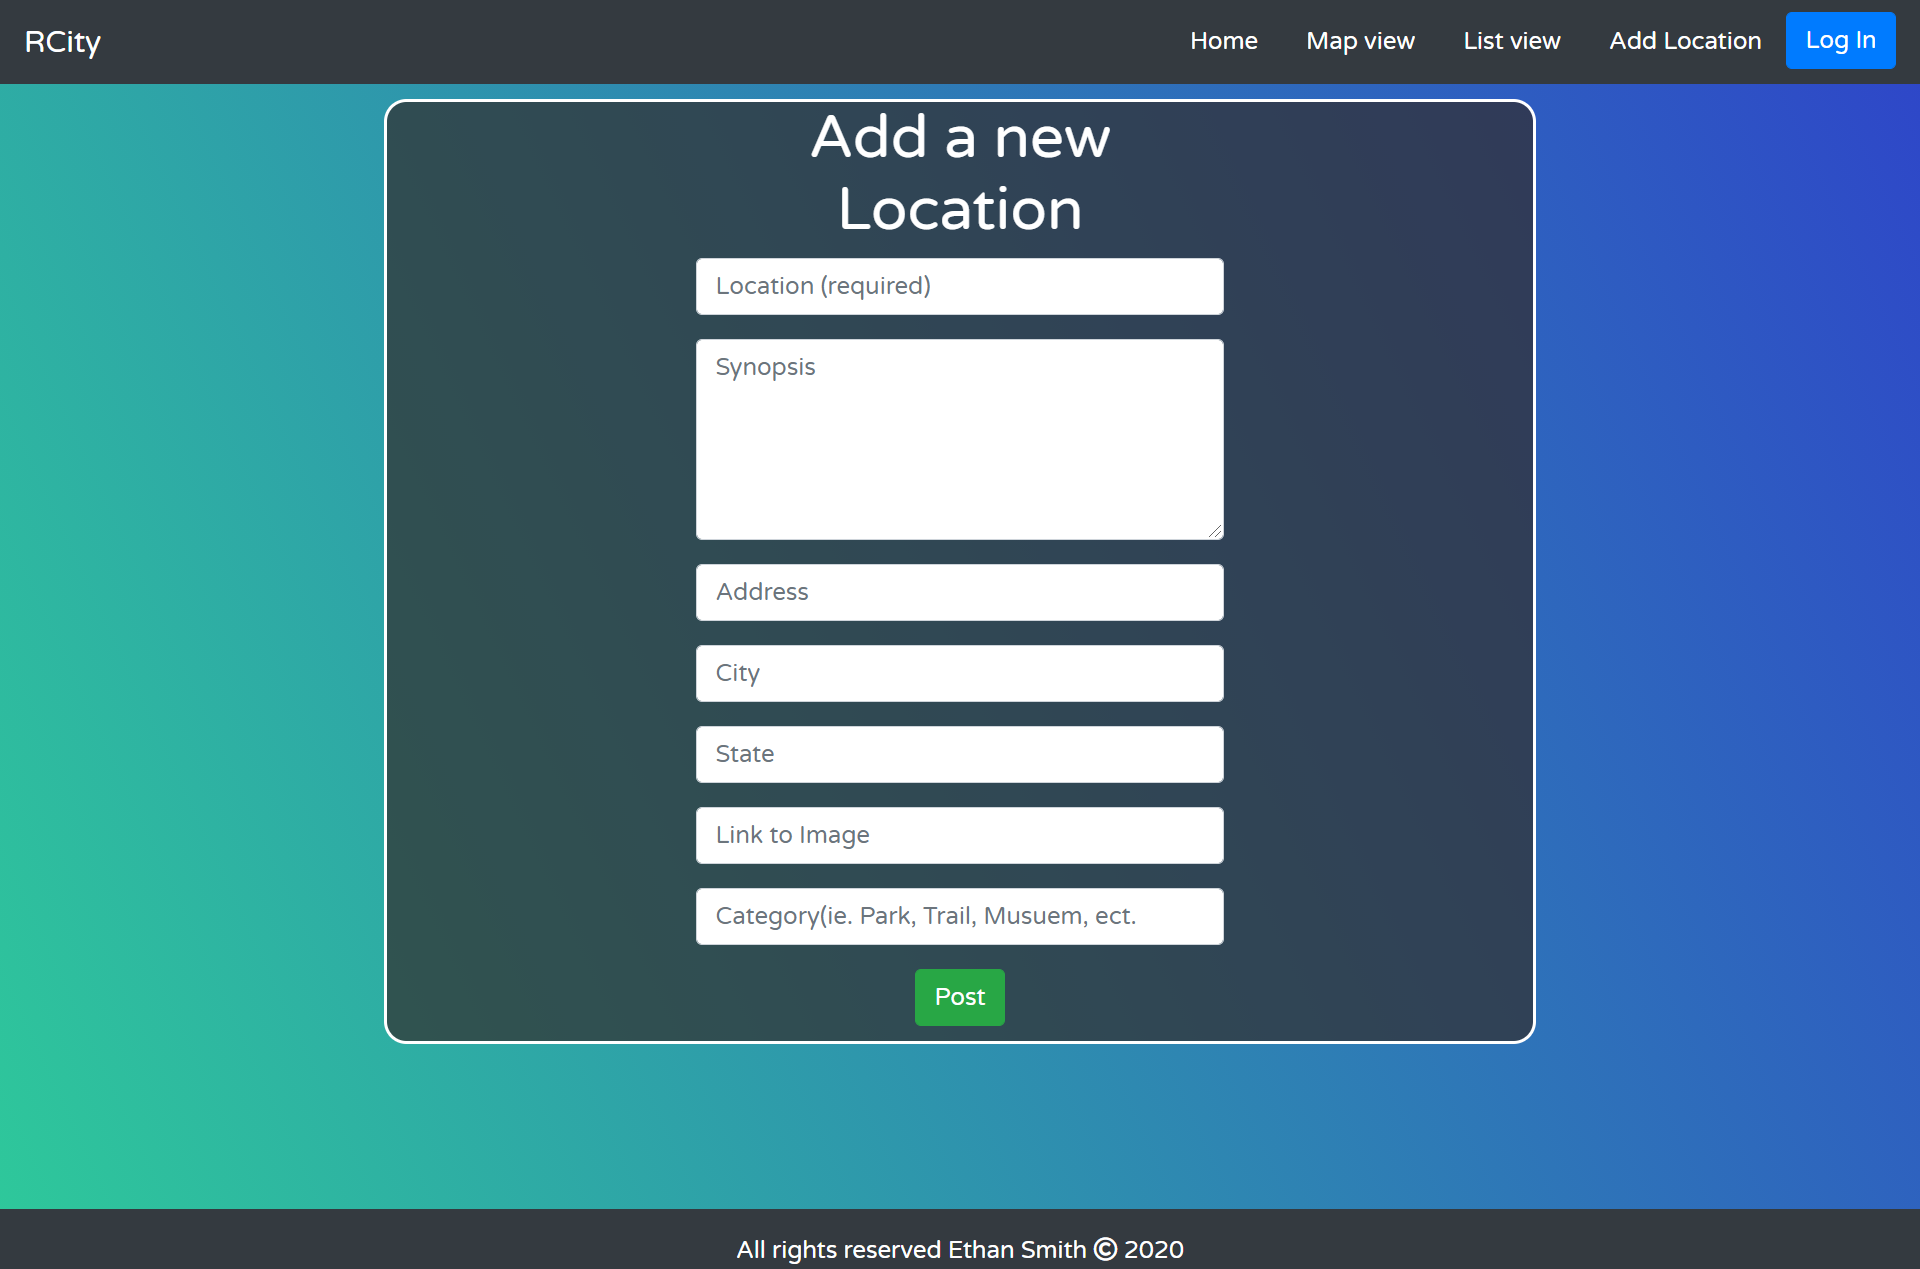 RCity
Home Map view List view Add Location Log In
Add a new
Location
Location (required)
Synopsis
Address
City
State
Link to Image
Category(ie. Park, Trail, Musuem, ect.
Post
All rights reserved Ethan Smith © 2020